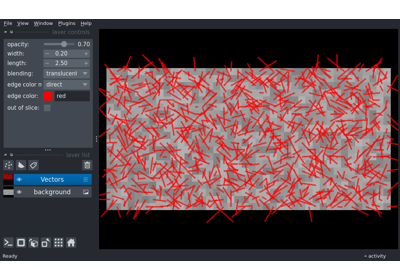 File View Window Plugins Help
layer controls
opacity: 0.70
width: 0.20
length: 2.50
blending: translucent
edge color m direct
edge color: red
out of slice:
layer list
Vectors
background
Ready
activity